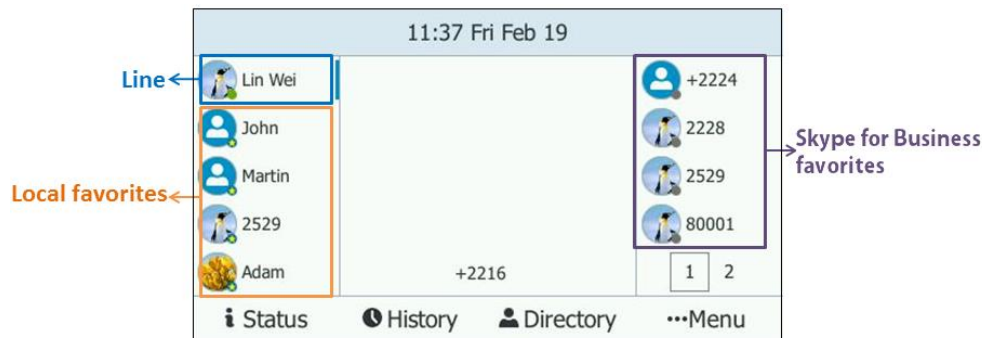 11:37 Fri Feb 19
Line
Lin Wei
John
Martin
2529
Adam
Local favorites
+2216
+2224
2228
2529
80001
1 2
Skype for Business
favorites
Status History Directory Menu